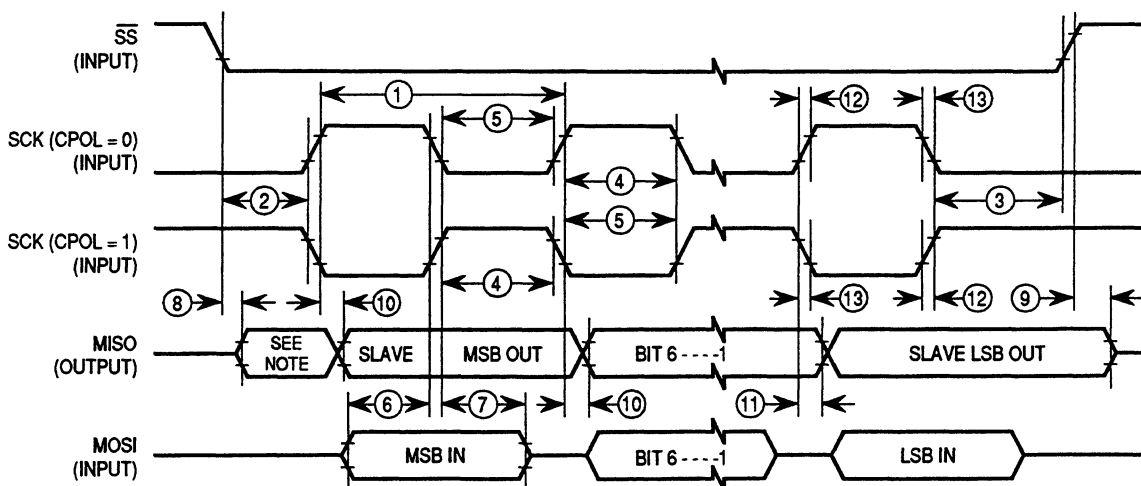 SS
(INPUT)
1
12
13
5
SCK (CPOL = 0)
(INPUT)
4
2
3
5
SCK (CPOL = 1)
(INPUT)
4
8
10
13
12
9
MISO
(OUTPUT)
SEE
NOTE
SLAVE
MSB OUT
BIT 6 - - - - - 1
SLAVE LSB OUT
6
7
10
11
MOSI
(INPUT)
MSB IN
BIT 6 - - - - - 1
LSB IN